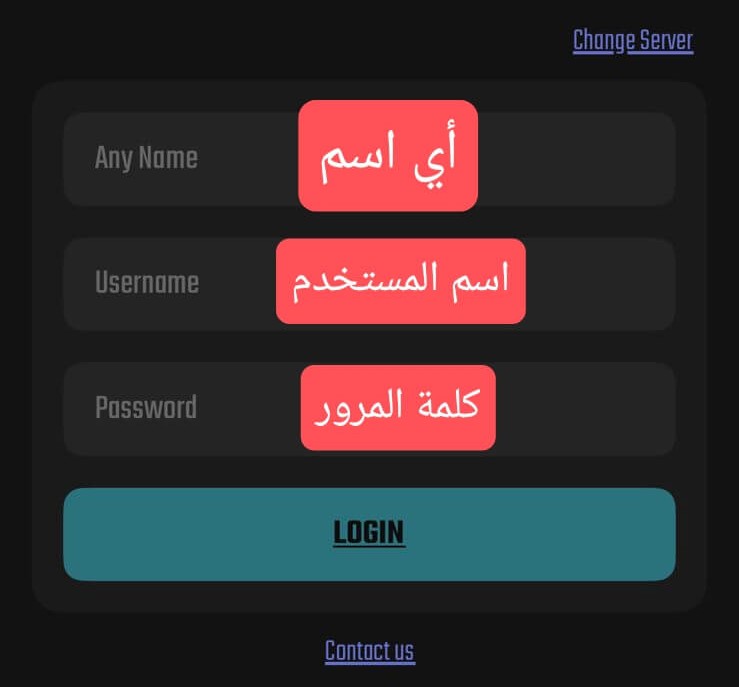 Change Server
Any Name أي اسم
Username اسم المستخدم
Password كلمة المرور
LOGIN
Contact us